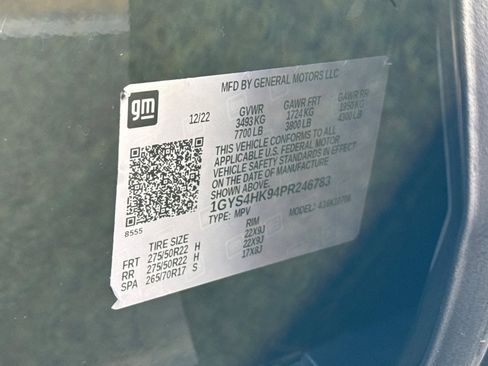 MFD BY GENERAL MOTORS LLC
gm
12/22
GVWR GAWR FRT GAWR RR
3493 KG 1724 KG 1950 KG
7700 LB 3800 LB 4300 LB
THIS VEHICLE CONFORMS TO ALL
APPLICABLE U.S. FEDERAL MOTOR
VEHICLE SAFETY STANDARDS IN
EFFECT ON THE DATE OF MANUFACTURE
SHOWN ABOVE.
1GYS4HK94PR246783
TYPE: MPV MODEL:
8555
TIRE SIZE RIM
FRT 275/50R22 H 22X9J
RR 275/50R22 H 22X9J
SPA 265/70R17 S 17X8J